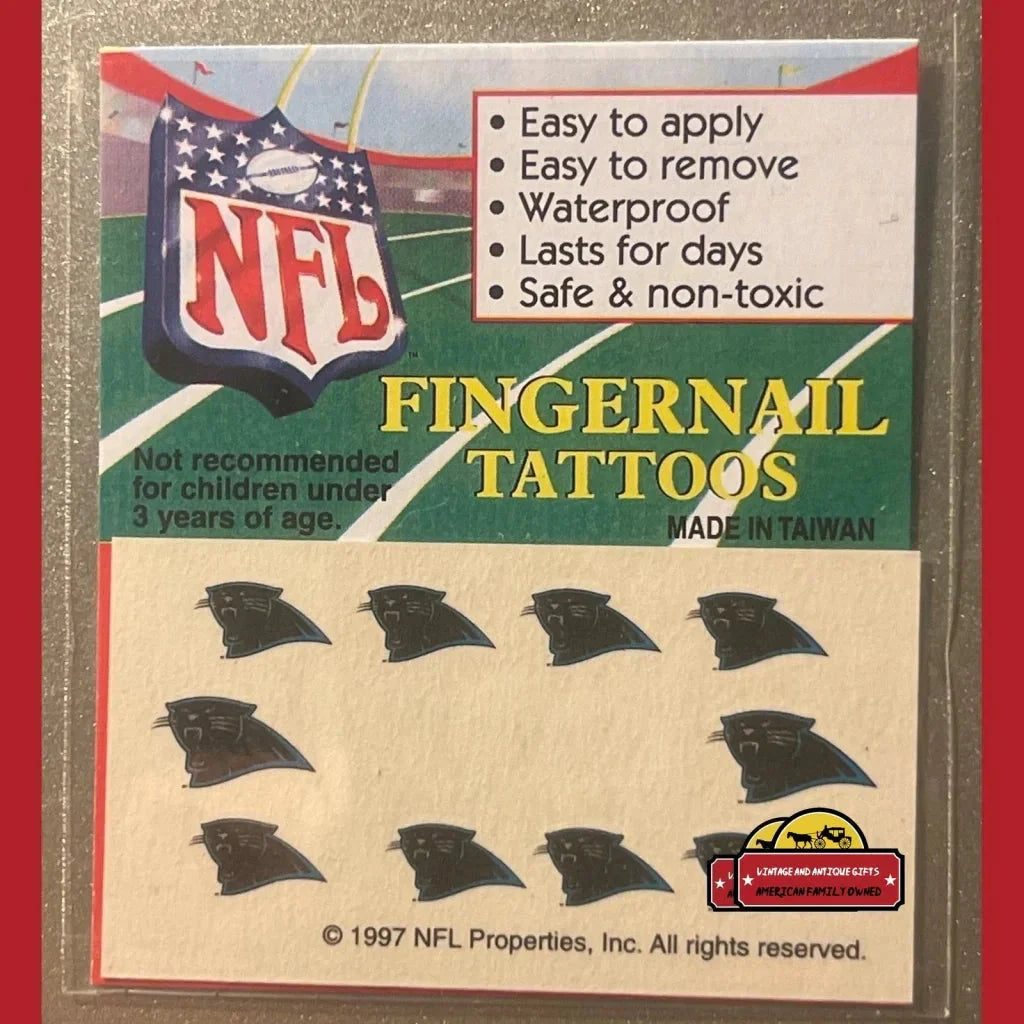 • Easy to apply
• Easy to remove
• Waterproof
• Lasts for days
• Safe & non-toxic
NFL
™
FINGERNAIL
TATTOOS
Not recommended
for children under
3 years of age.
MADE IN TAIWAN
VINTAGE AND ANTIQUE GIFTS
AMERICAN FAMILY OWNED
© 1997 NFL Properties, Inc. All rights reserved.